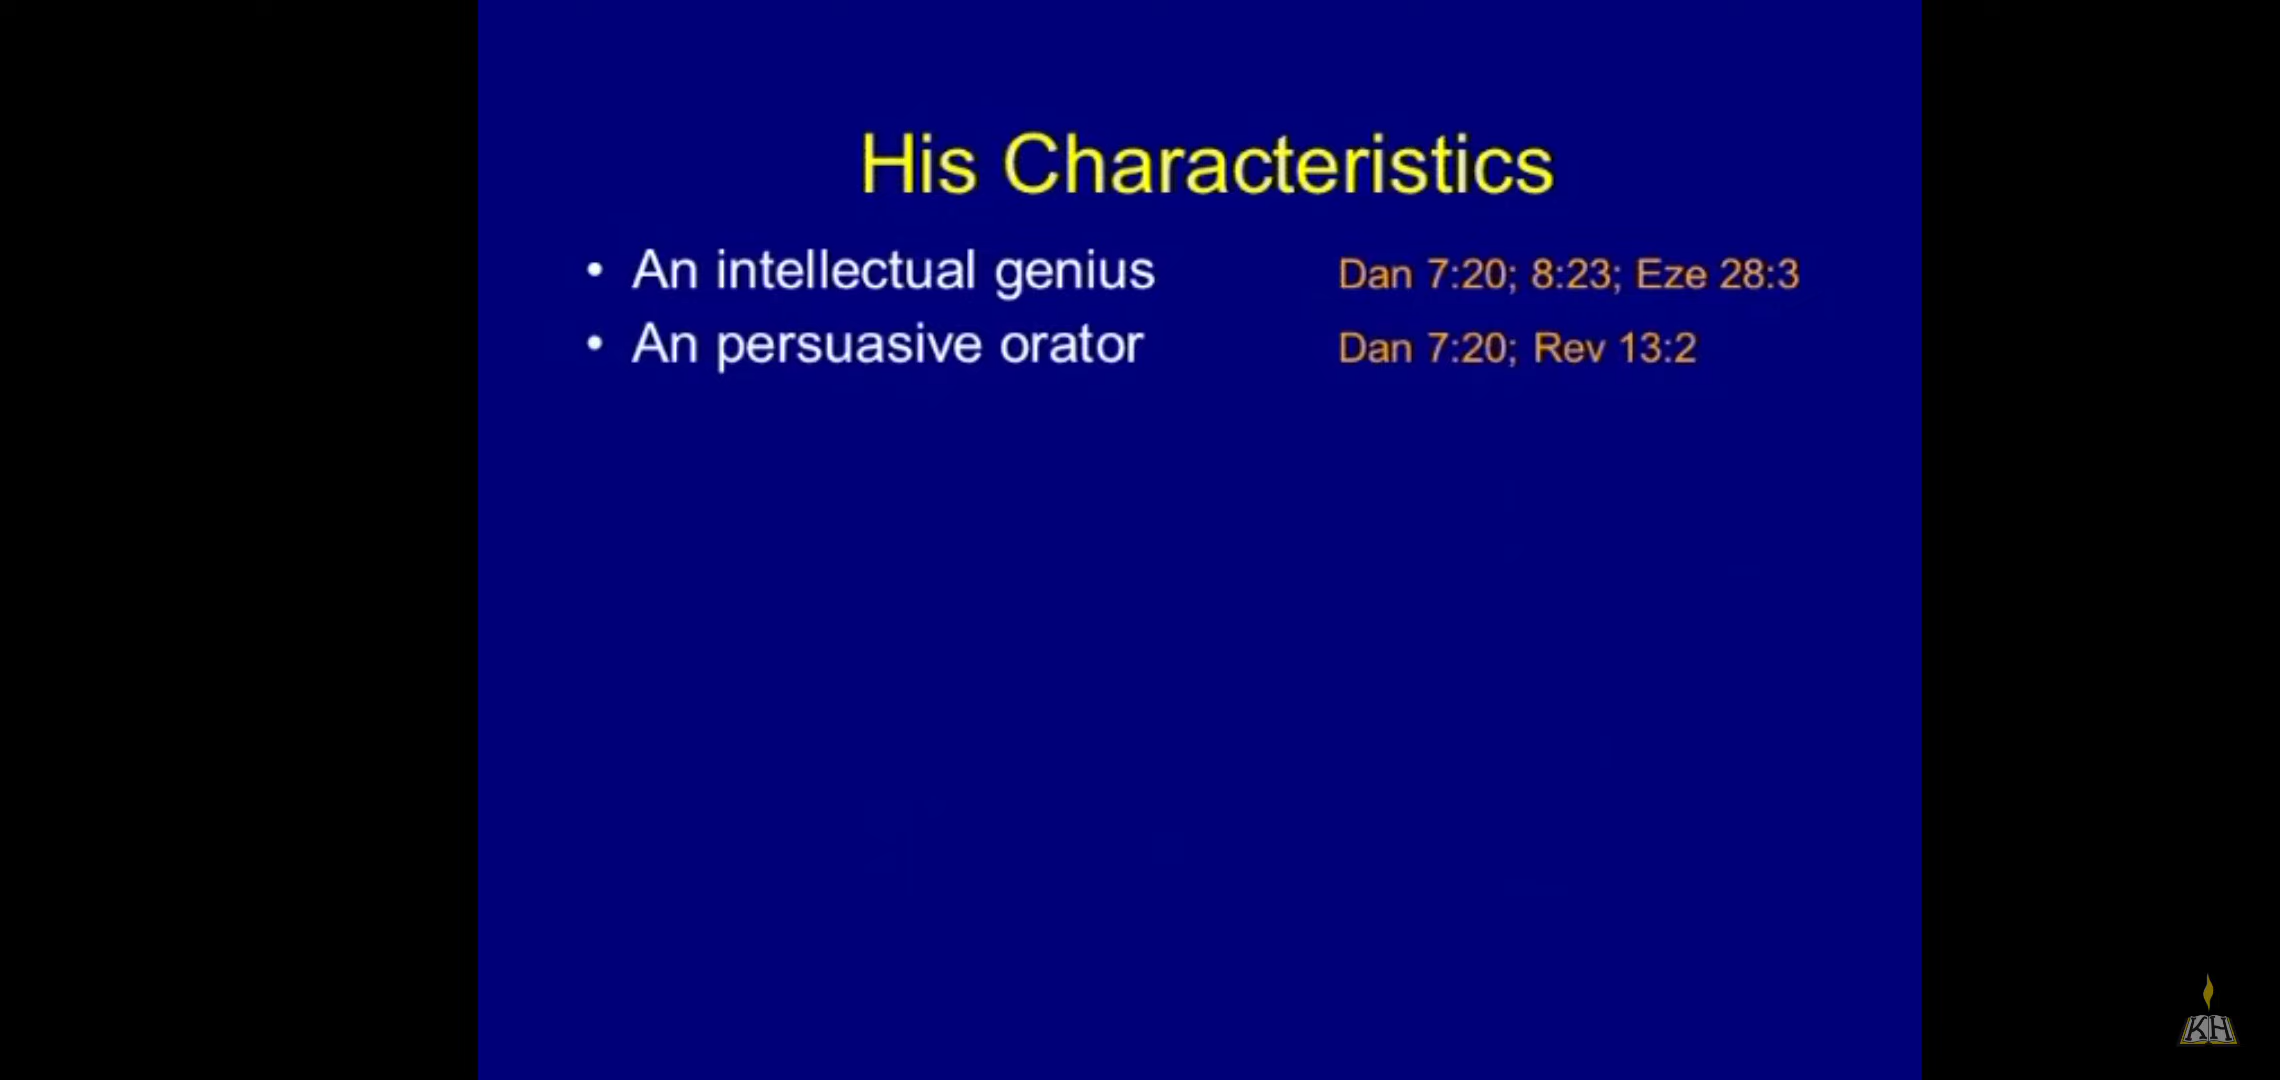 His Characteristics
• An intellectual genius Dan 7:20; 8:23; Eze 28:3
• An persuasive orator Dan 7:20; Rev 13:2
KH